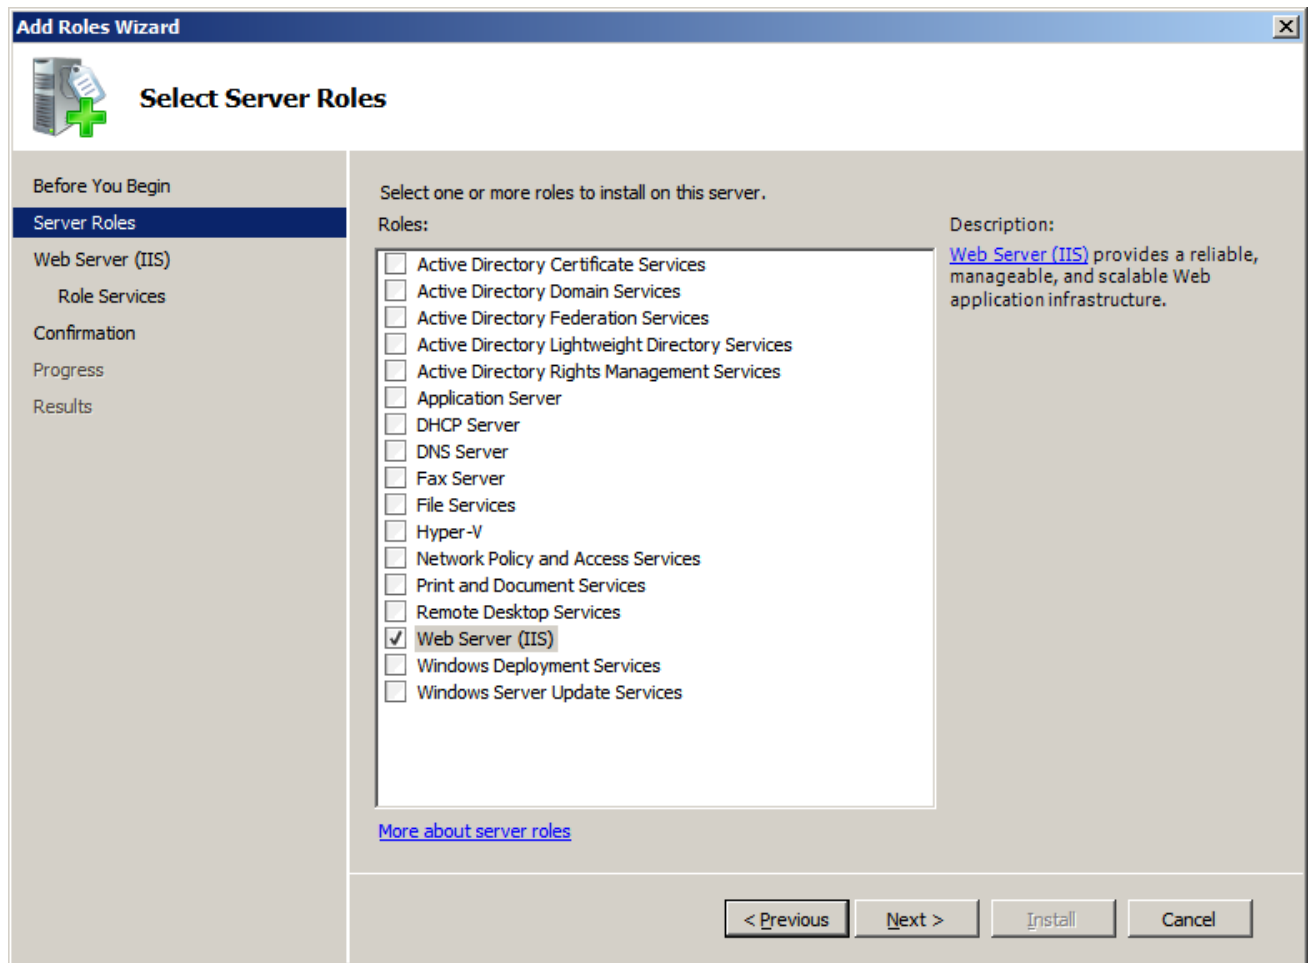 Add Roles Wizard
Select Server Roles
Before You Begin
Server Roles
Web Server (IIS)
Role Services
Confirmation
Progress
Results
Select one or more roles to install on this server.
Roles:
Active Directory Certificate Services
Active Directory Domain Services
Active Directory Federation Services
Active Directory Lightweight Directory Services
Active Directory Rights Management Services
Application Server
DHCP Server
DNS Server
Fax Server
File Services
Hyper-V
Network Policy and Access Services
Print and Document Services
Remote Desktop Services
Web Server (IIS)
Windows Deployment Services
Windows Server Update Services
More about server roles
Description:
Web Server (IIS) provides a reliable,
manageable, and scalable Web
application infrastructure.
< Previous
Next >
Install
Cancel